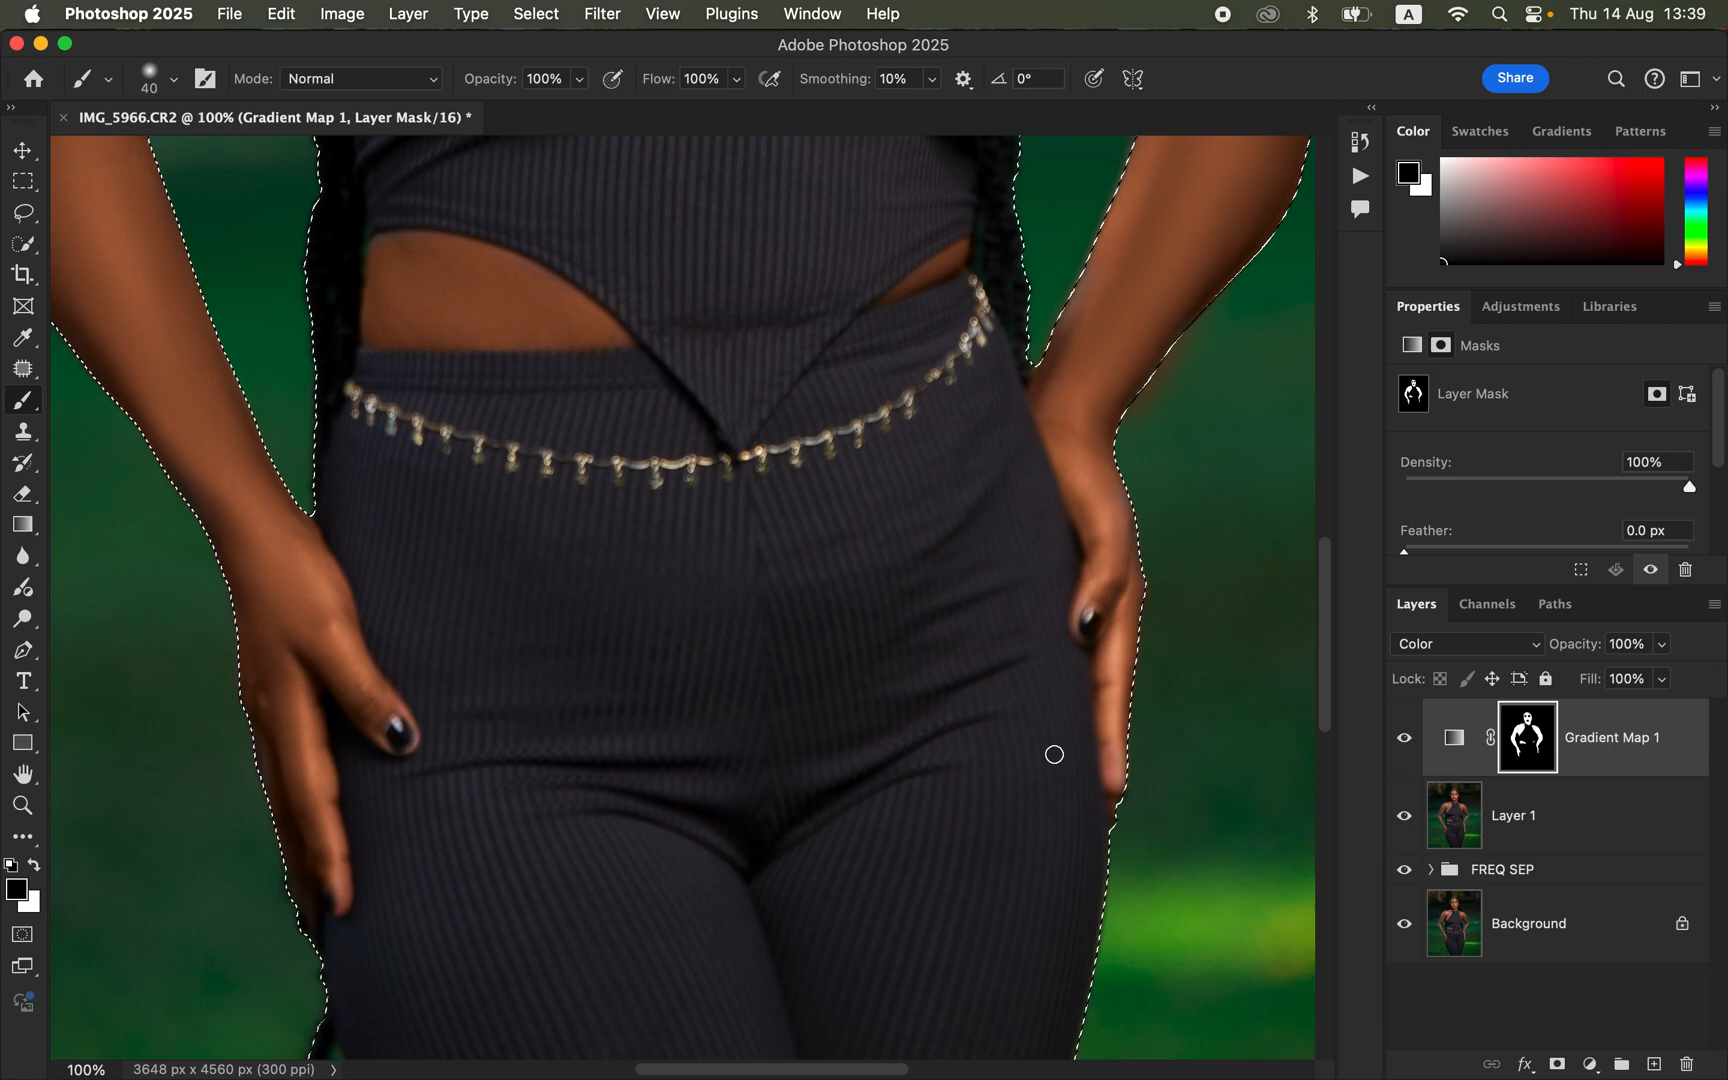 Photoshop 2025 File Edit Image Layer Type Select Filter View Plugins Window Help A Thu 14 Aug 13:39
Adobe Photoshop 2025
40 Mode: Normal Opacity: 100% Flow: 100% Smoothing: 10% 0° Share
IMG_5966.CR2 @ 100% (Gradient Map 1, Layer Mask/16) *
Color Swatches Gradients Patterns
Properties Adjustments Libraries
Masks
Layer Mask
Density: 100%
Feather: 0.0 px
Layers Channels Paths
Color Opacity: 100%
Lock: Fill: 100%
Gradient Map 1
Layer 1
FREQ SEP
Background
100% 3648 px x 4560 px (300 ppi)